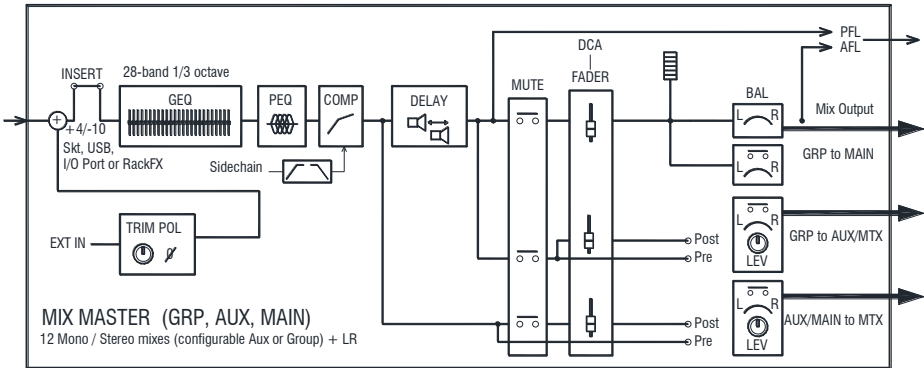 PFL
AFL
DCA
FADER
MUTE
INSERT
28-band 1/3 octave
GEQ
PEQ
COMP
DELAY
BAL
L R
Mix Output
+
+4/-10
Skt, USB,
I/O Port or RackFX
Sidechain
L R
GRP to MAIN
TRIM POL
EXT IN
L R
LEV
GRP to AUX/MTX
Post
Pre
L R
LEV
AUX/MAIN to MTX
Post
Pre
MIX MASTER (GRP, AUX, MAIN)
12 Mono / Stereo mixes (configurable Aux or Group) + LR